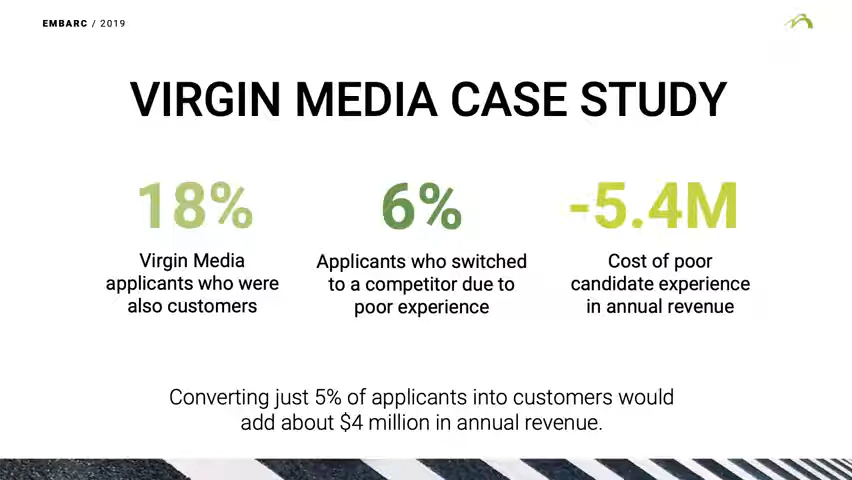 EMBARC / 2019
VIRGIN MEDIA CASE STUDY
18%
Virgin Media
applicants who were
also customers
6%
Applicants who switched
to a competitor due to
poor experience
-5.4M
Cost of poor
candidate experience
in annual revenue
Converting just 5% of applicants into customers would
add about $4 million in annual revenue.